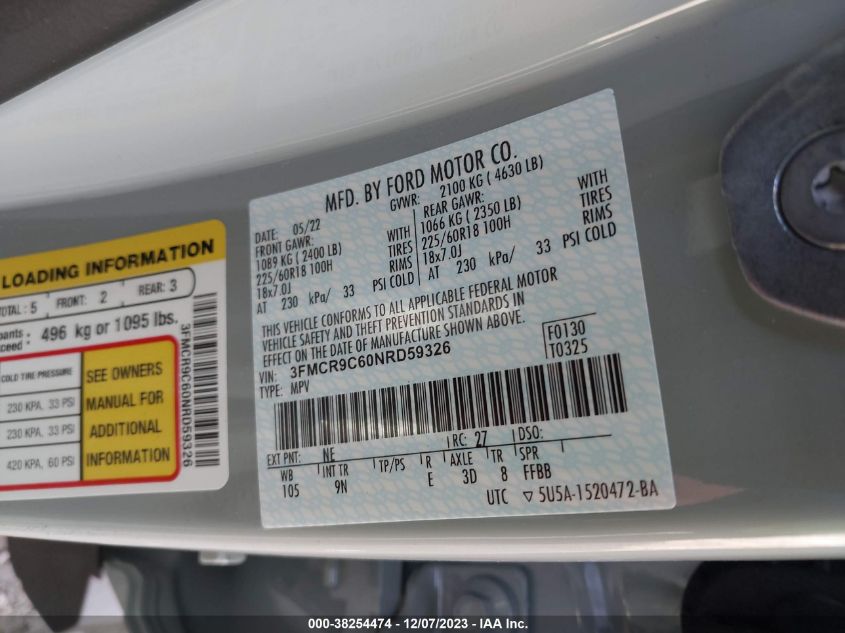 LOADING INFORMATION
TOTAL: 5 FRONT: 2 REAR: 3
496 kg or 1095 lbs.
COLD TIRE PRESSURE
230 KPA, 33 PSI
230 KPA, 33 PSI
420 KPA, 60 PSI
SEE OWNERS
MANUAL FOR
ADDITIONAL
INFORMATION
3FMCR9C60NRD59326
MFD. BY FORD MOTOR CO.
DATE: 05/22 GVWR: 2100 KG ( 4630 LB)
FRONT GAWR: REAR GAWR:
1089 KG ( 2400 LB) WITH 1066 KG ( 2350 LB) WITH
225/60R18 100H TIRES 225/60R18 100H TIRES
18x7.0J RIMS 18x7.0J RIMS
AT 230 kPa/ 33 PSI COLD AT 230 kPa/ 33 PSI COLD
THIS VEHICLE CONFORMS TO ALL APPLICABLE FEDERAL MOTOR
VEHICLE SAFETY AND THEFT PREVENTION STANDARDS IN
EFFECT ON THE DATE OF MANUFACTURE SHOWN ABOVE.
VIN: 3FMCR9C60NRD59326 F0130
TYPE: MPV T0325
EXT PNT: NE RC: 27 DSO:
WB INT TR TP/PS R AXLE TR SPR
105 9N E 3D 8 FFBB
UTC ▽ 5U5A-1520472-BA
000-38254474 - 12/07/2023 - IAA Inc.